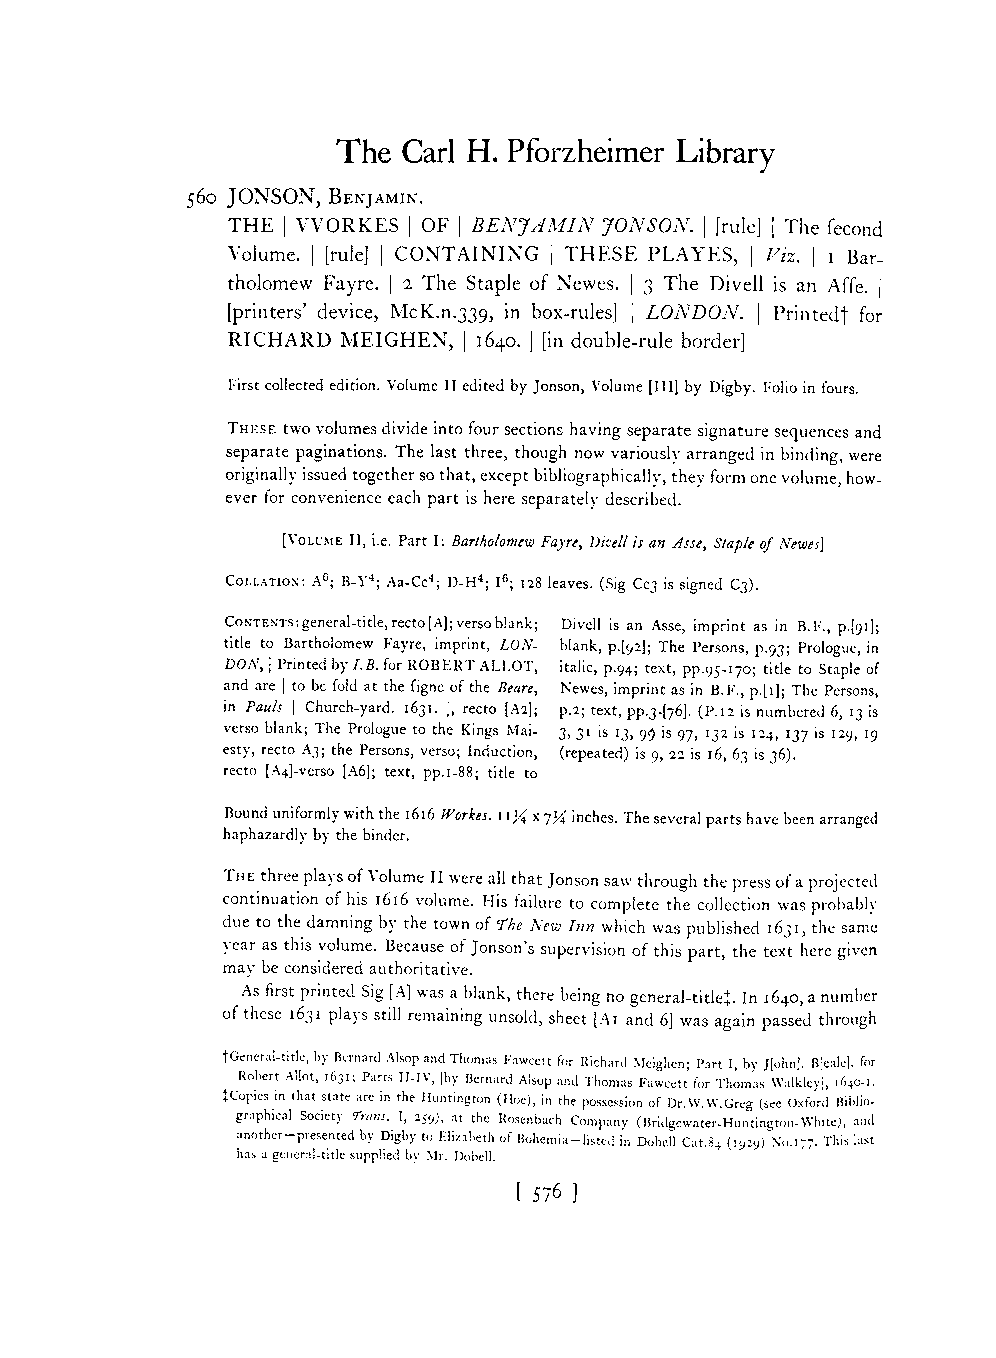 The Carl H. Pforzheimer Library
560 JONSON, BENJAMIN.
THE | VVORKES | OF | BENJAMIN JONSON. | [rule] | The second
Volume. | [rule] | CONTAINING | THESE PLAYES, | Viz. | 1 Bar-
tholomew Fayre. | 2 The Staple of Newes. | 3 The Divell is an Asse. |
[printers' device, McK.n.339, in box-rules] | LONDON. | Printed† for
RICHARD MEIGHEN, | 1640. | [in double-rule border]
First collected edition. Volume II edited by Jonson, Volume [III] by Digby. Folio in fours.
THESE two volumes divide into four sections having separate signature sequences and
separate paginations. The last three, though now variously arranged in binding, were
originally issued together so that, except bibliographically, they form one volume, how-
ever for convenience each part is here separately described.
[VOLUME II, i.e. Part I: Bartholomew Fayre, Divell is an Asse, Staple of Newes]
COLLATION: A⁶; B-Y⁴; Aa-Cc⁴; D-H⁴; I⁶; 128 leaves. (Sig Cc3 is signed C3).
CONTENTS: general-title, recto [A]; verso blank;
title to Bartholomew Fayre, imprint, LON-
DON, | Printed by I.B. for ROBERT ALLOT,
and are | to be sold at the signe of the Beare,
in Pauls | Church-yard. 1631. |, recto [A2];
verso blank; The Prologue to the Kings Mai-
esty, recto A3; the Persons, verso; Induction,
recto [A4]-verso [A6]; text, pp.1-88; title to
Divell is an Asse, imprint as in B.F., p.[91];
blank, p.[92]; The Persons, p.93; Prologue, in
italic, p.94; text, pp.95-170; title to Staple of
Newes, imprint as in B.F., p.[1]; The Persons,
p.2; text, pp.3-[76]. (P.12 is numbered 6, 13 is
3, 31 is 13, 99 is 97, 132 is 124, 137 is 129, 19
(repeated) is 9, 22 is 16, 63 is 36).
Bound uniformly with the 1616 Workes. 11¼ x 7¼ inches. The several parts have been arranged
haphazardly by the binder.
THE three plays of Volume II were all that Jonson saw through the press of a projected
continuation of his 1616 volume. His failure to complete the collection was probably
due to the damning by the town of The New Inn which was published 1631, the same
year as this volume. Because of Jonson's supervision of this part, the text here given
may be considered authoritative.
As first printed Sig [A] was a blank, there being no general-title‡. In 1640, a number
of these 1631 plays still remaining unsold, sheet [A1 and 6] was again passed through
†General-title, by Bernard Alsop and Thomas Fawcett for Richard Meighen; Part I, by J[ohn]. B[eale]. for
Robert Allot, 1631; Parts II-IV, [by Bernard Alsop and Thomas Fawcett for Thomas Walkley], 1640-1.
‡Copies in that state are in the Huntington (Hoe), in the possession of Dr.W.W.Greg (see Oxford Biblio-
graphical Society Trans. I, 259), at the Rosenbach Company (Bridgewater-Huntington-White), and
another—presented by Digby to Elizabeth of Bohemia—listed in Dobell Cat.84 (1929) No.177. This last
has a general-title supplied by Mr. Dobell.
[ 576 ]